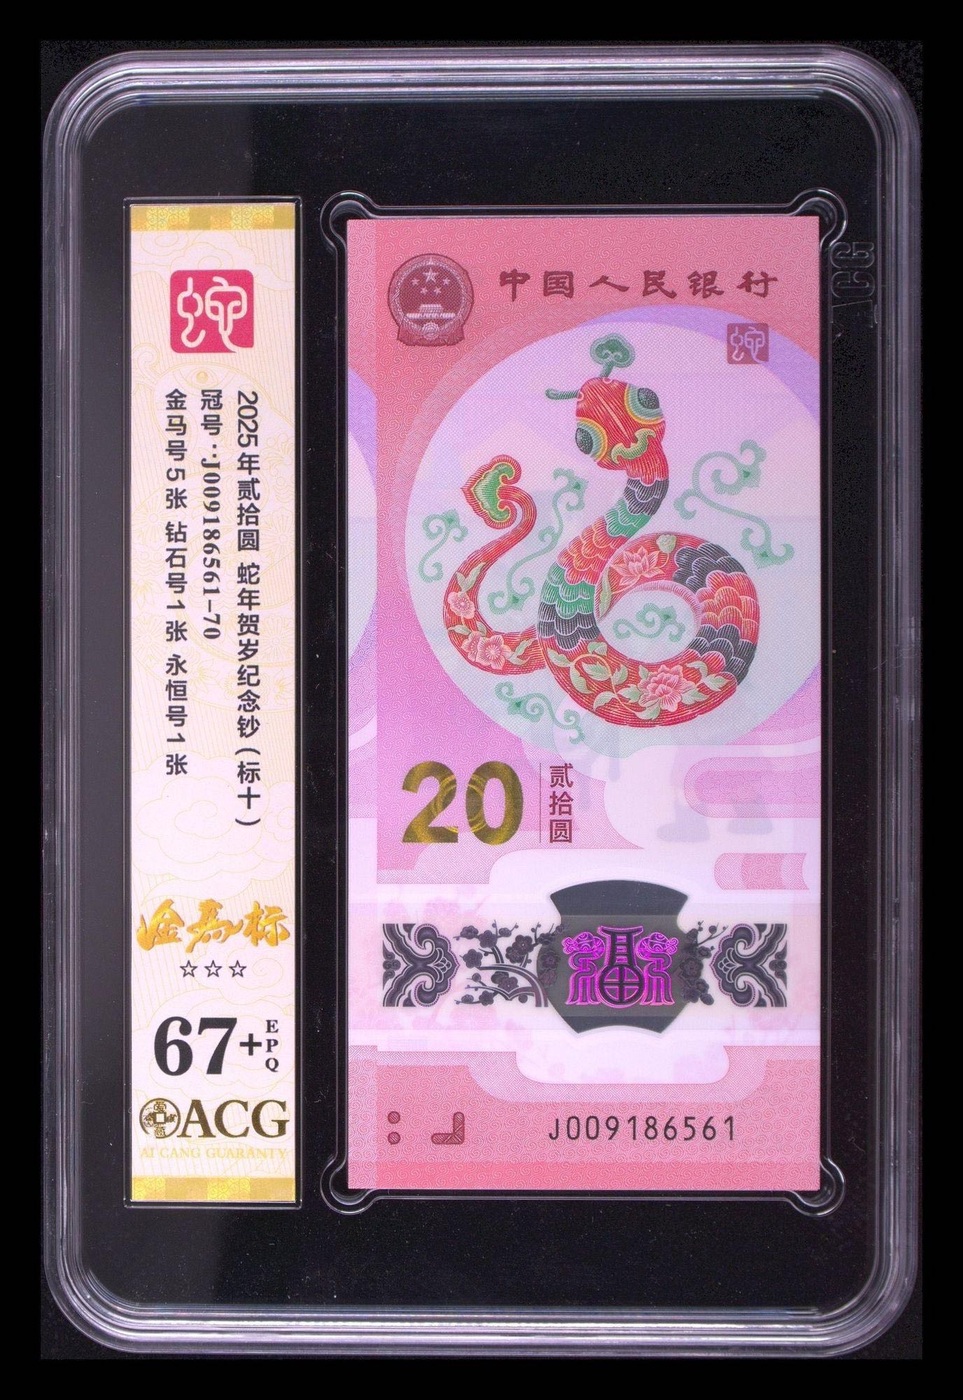 蛇
2025年贰拾圆 蛇年贺岁纪念钞(标十)
冠号:J009186561-70
金马号5张 钻石号1张 永恒号1张
金马标
☆☆☆
67+EPQ
ACG
AI CANG GUARANTY
中国人民银行
蛇
20 贰拾圆
福
J009186561
ACG